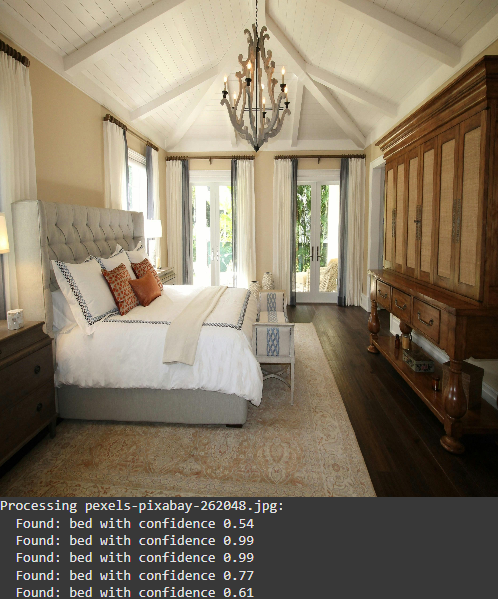 Processing pexels-pixabay-262048.jpg:
Found: bed with confidence 0.54
Found: bed with confidence 0.99
Found: bed with confidence 0.99
Found: bed with confidence 0.77
Found: bed with confidence 0.61